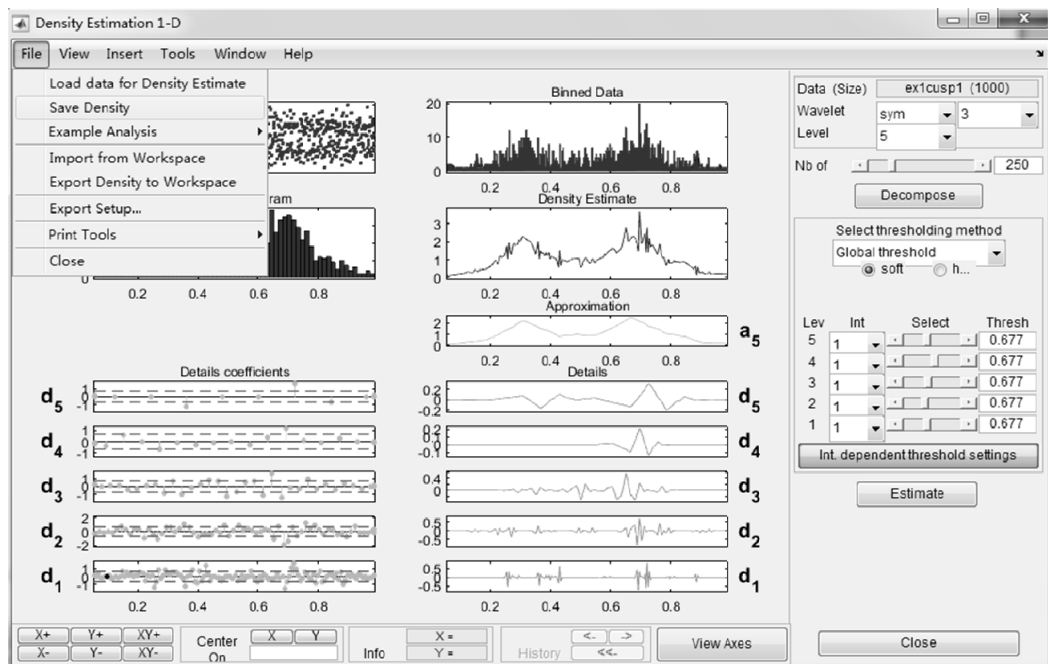 Density Estimation 1-D
File View Insert Tools Window Help
Load data for Density Estimate
Save Density
Example Analysis
Import from Workspace
Export Density to Workspace
Export Setup...
Print Tools
Close
ram
0
0.2 0.4 0.6 0.8
Binned Data
20
10
0
0.2 0.4 0.6 0.8
Density Estimate
3
2
1
0
0.2 0.4 0.6 0.8
Approximation
2
1
0
a5
0.2 0.4 0.6 0.8
Details coefficients
Details
d5
1
0
-1
0.2
0
-0.2
d5
d4
1
0
-1
0.2
0.1
0
-0.1
d4
d3
1
0
-1
0.4
0.2
0
d3
d2
2
0
-2
0.5
0
-0.5
d2
d1
1
0
-1
0.5
0
-0.5
d1
0.2 0.4 0.6 0.8
0.2 0.4 0.6 0.8
Data (Size) ex1cusp1 (1000)
Wavelet sym 3
Level 5
Nb of 250
Decompose
Select thresholding method
Global threshold
soft h...
Lev Int Select Thresh
5 1 0.677
4 1 0.677
3 1 0.677
2 1 0.677
1 1 0.677
Int. dependent threshold settings
Estimate
X+ Y+ XY+
X- Y- XY-
Center On X Y
Info X = Y =
History <- -> <<-
View Axes
Close